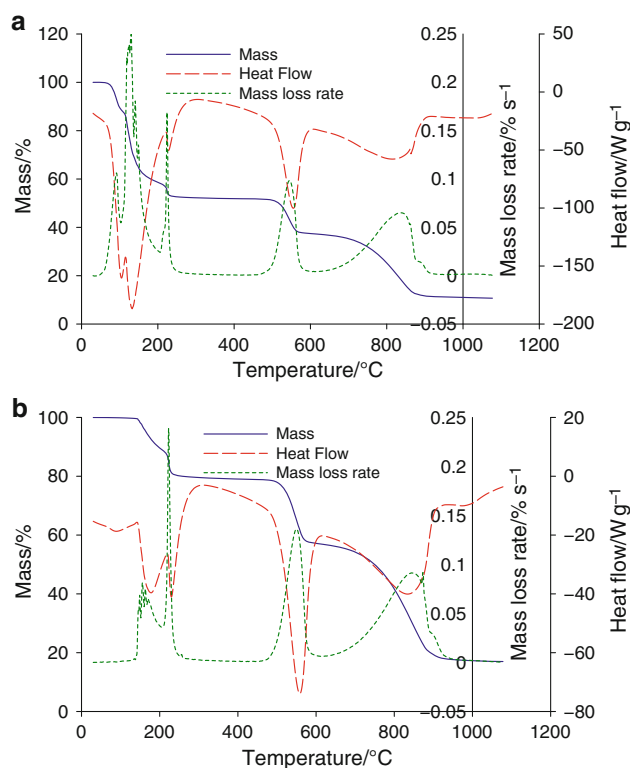 a
120
100
80
60
40
20
0
Mass/%
Mass
Heat Flow
Mass loss rate
0.25
0.2
0.15
0.1
0.05
0
−0.05
Mass loss rate/% s−1
50
0
−50
−100
−150
−200
Heat flow/W g−1
0 200 400 600 800 1000 1200
Temperature/°C
b
100
80
60
40
20
0
Mass/%
Mass
Heat Flow
Mass loss rate
0.25
0.2
0.15
0.1
0.05
0
−0.05
Mass loss rate/% s−1
20
0
−20
−40
−60
−80
Heat flow/W g−1
0 200 400 600 800 1000 1200
Temperature/°C